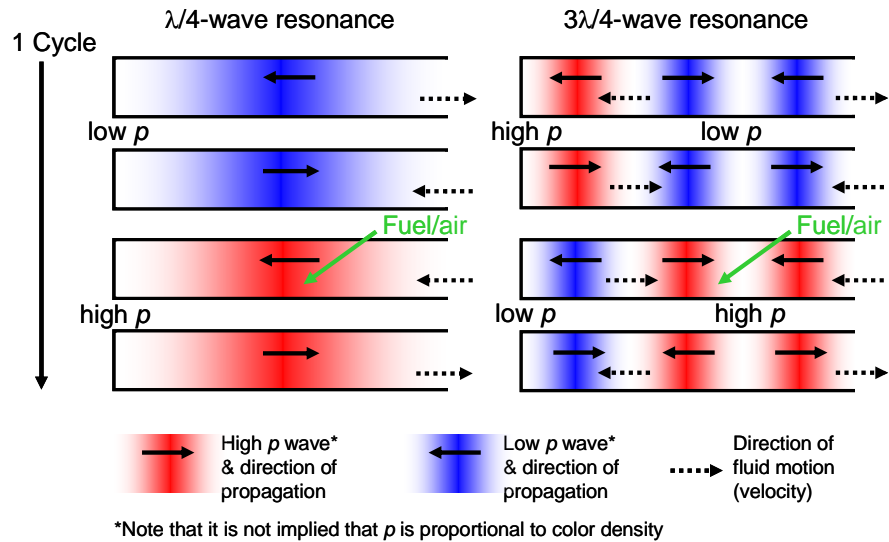 λ/4-wave resonance
3λ/4-wave resonance
1 Cycle
low p
high p
low p
Fuel/air
Fuel/air
high p
low p
high p
High p wave*
& direction of
propagation
Low p wave*
& direction of
propagation
Direction of
fluid motion
(velocity)
*Note that it is not implied that p is proportional to color density